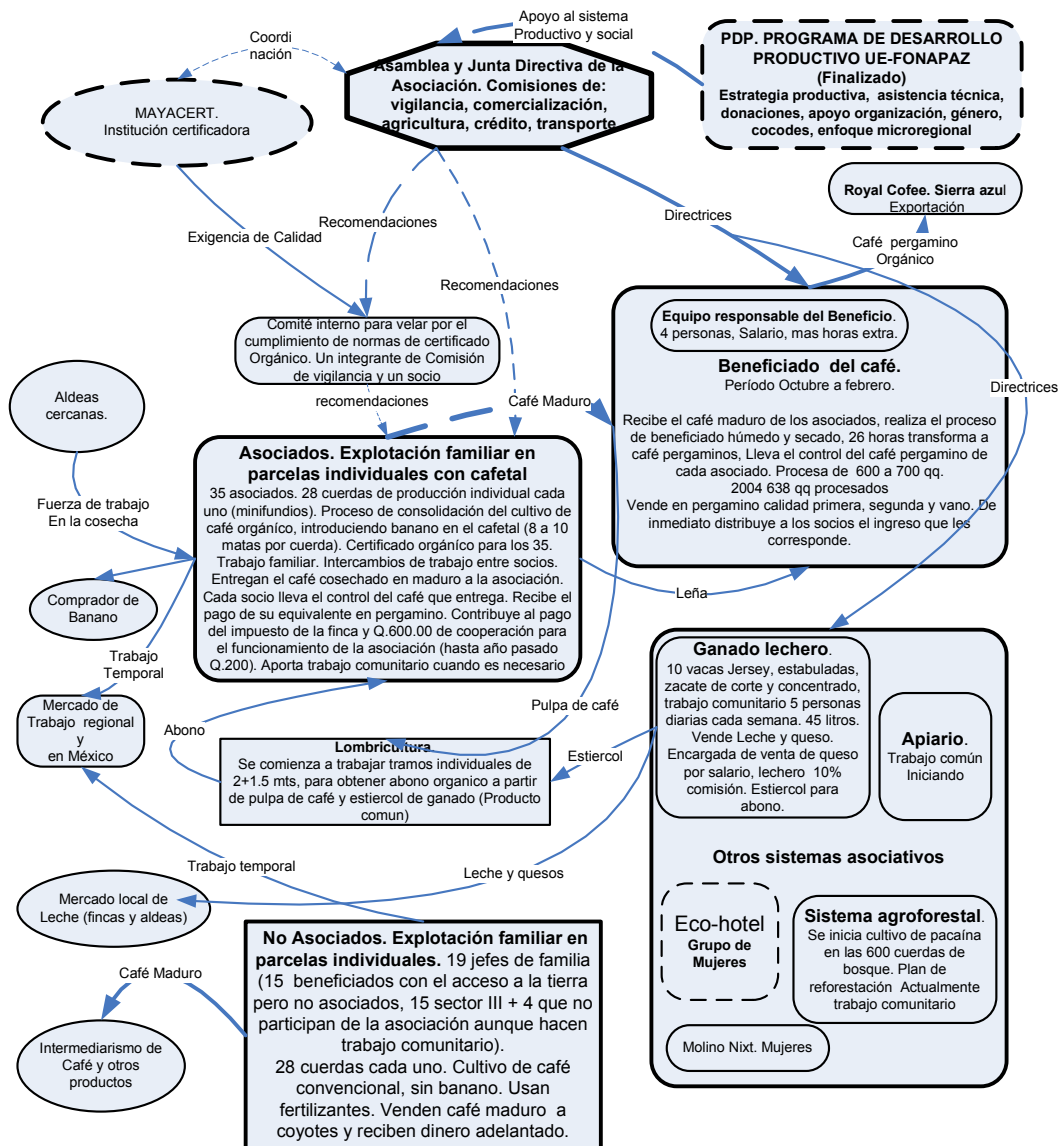 Apoyo al sistema
Productivo y social
Coordi
nación
PDP. PROGRAMA DE DESARROLLO
PRODUCTIVO UE-FONAPAZ
(Finalizado)
Estrategia productiva, asistencia técnica,
donaciones, apoyo organización, género,
cocodes, enfoque microregional
Asamblea y Junta Directiva de la
Asociación. Comisiones de:
vigilancia, comercialización,
agricultura, crédito, transporte
MAYACERT.
Institución certificadora
Royal Cofee. Sierra azul
Exportación
Recomendaciones
Directrices
Exigencia de Calidad
Café pergamino
Orgánico
Recomendaciones
Equipo responsable del Beneficio.
4 personas, Salario, mas horas extra.
Beneficiado del café.
Período Octubre a febrero.
Recibe el café maduro de los asociados, realiza el proceso
de beneficiado húmedo y secado, 26 horas transforma a
café pergaminos, Lleva el control del café pergamino de
cada asociado. Procesa de 600 a 700 qq.
2004 638 qq procesados
Vende en pergamino calidad primera, segunda y vano. De
inmediato distribuye a los socios el ingreso que les
corresponde.
Directrices
Comité interno para velar por el
cumplimiento de normas de certificado
Orgánico. Un integrante de Comisión
de vigilancia y un socio
recomendaciones
Café Maduro
Aldeas
cercanas.
Fuerza de trabajo
En la cosecha
Asociados. Explotación familiar en
parcelas individuales con cafetal
35 asociados. 28 cuerdas de producción individual cada
uno (minifundios). Proceso de consolidación del cultivo de
café orgánico, introduciendo banano en el cafetal (8 a 10
matas por cuerda). Certificado orgánico para los 35.
Trabajo familiar. Intercambios de trabajo entre socios.
Entregan el café cosechado en maduro a la asociación.
Cada socio lleva el control del café que entrega. Recibe el
pago de su equivalente en pergamino. Contribuye al pago
del impuesto de la finca y Q.600.00 de cooperación para
el funcionamiento de la asociación (hasta año pasado
Q.200). Aporta trabajo comunitario cuando es necesario
Leña
Comprador de
Banano
Trabajo
Temporal
Mercado de
Trabajo regional
y
en México
Abono
Pulpa de café
Lombricultura.
Se comienza a trabajar tramos individuales de
2+1.5 mts, para obtener abono organico a partir
de pulpa de café y estiercol de ganado (Producto
comun)
Estiercol
Ganado lechero.
10 vacas Jersey, estabuladas,
zacate de corte y concentrado,
trabajo comunitario 5 personas
diarias cada semana. 45 litros.
Vende Leche y queso.
Encargada de venta de queso
por salario, lechero 10%
comisión. Estiercol para
abono.
Apiario.
Trabajo común
Iniciando
Otros sistemas asociativos
Eco-hotel
Grupo de
Mujeres
Sistema agroforestal.
Se inicia cultivo de pacaína
en las 600 cuerdas de
bosque. Plan de
reforestación Actualmente
trabajo comunitario
Molino Nixt. Mujeres
Trabajo temporal
Leche y quesos
Mercado local de
Leche (fincas y aldeas)
Café Maduro
Intermediarismo de
Café y otros
productos
No Asociados. Explotación familiar en
parcelas individuales. 19 jefes de familia
(15 beneficiados con el acceso a la tierra
pero no asociados, 15 sector III + 4 que no
participan de la asociación aunque hacen
trabajo comunitario).
28 cuerdas cada uno. Cultivo de café
convencional, sin banano. Usan
fertilizantes. Venden café maduro a
coyotes y reciben dinero adelantado.